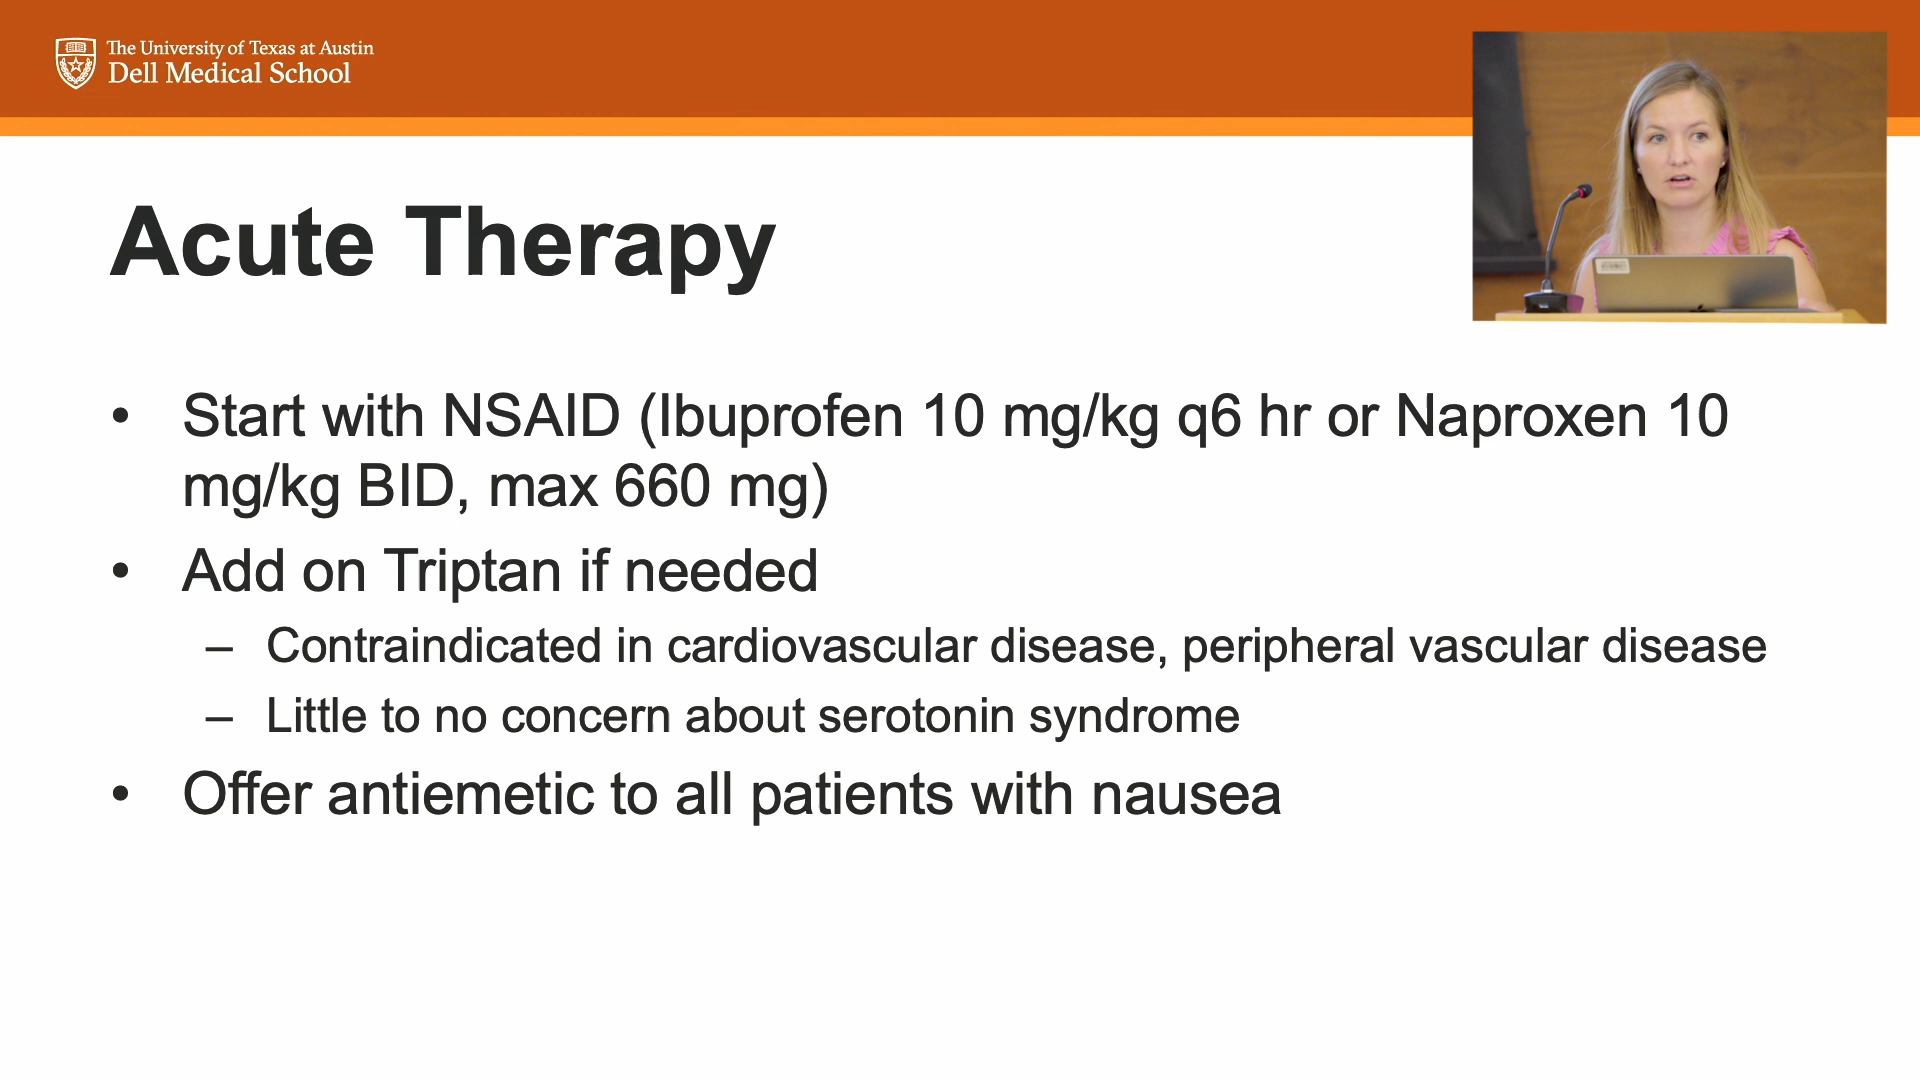 The University of Texas at Austin
Dell Medical School
Acute Therapy
• Start with NSAID (Ibuprofen 10 mg/kg q6 hr or Naproxen 10
mg/kg BID, max 660 mg)
• Add on Triptan if needed
– Contraindicated in cardiovascular disease, peripheral vascular disease
– Little to no concern about serotonin syndrome
• Offer antiemetic to all patients with nausea